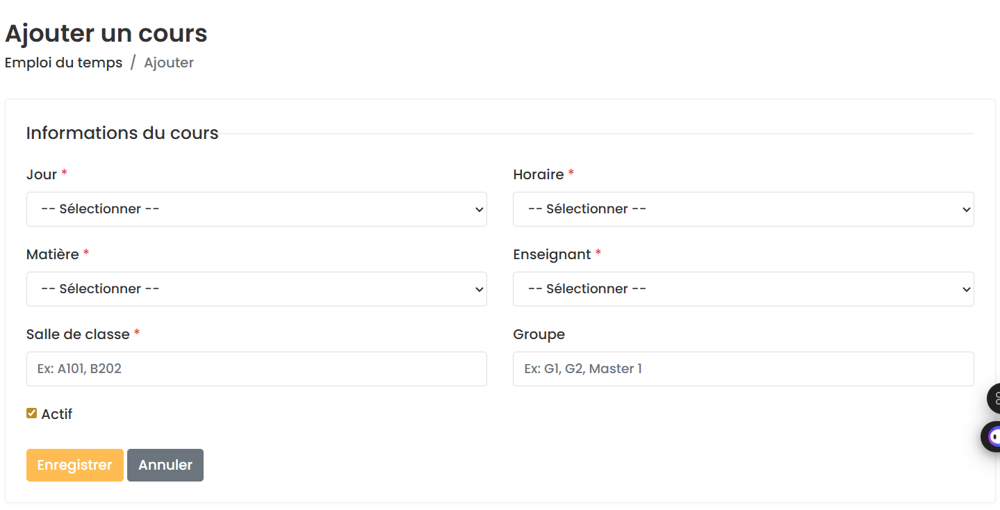 Ajouter un cours
Emploi du temps / Ajouter
Informations du cours
Jour * Horaire *
-- Sélectionner -- -- Sélectionner --
Matière * Enseignant *
-- Sélectionner -- -- Sélectionner --
Salle de classe * Groupe
Ex: A101, B202 Ex: G1, G2, Master 1
Actif
Enregistrer Annuler